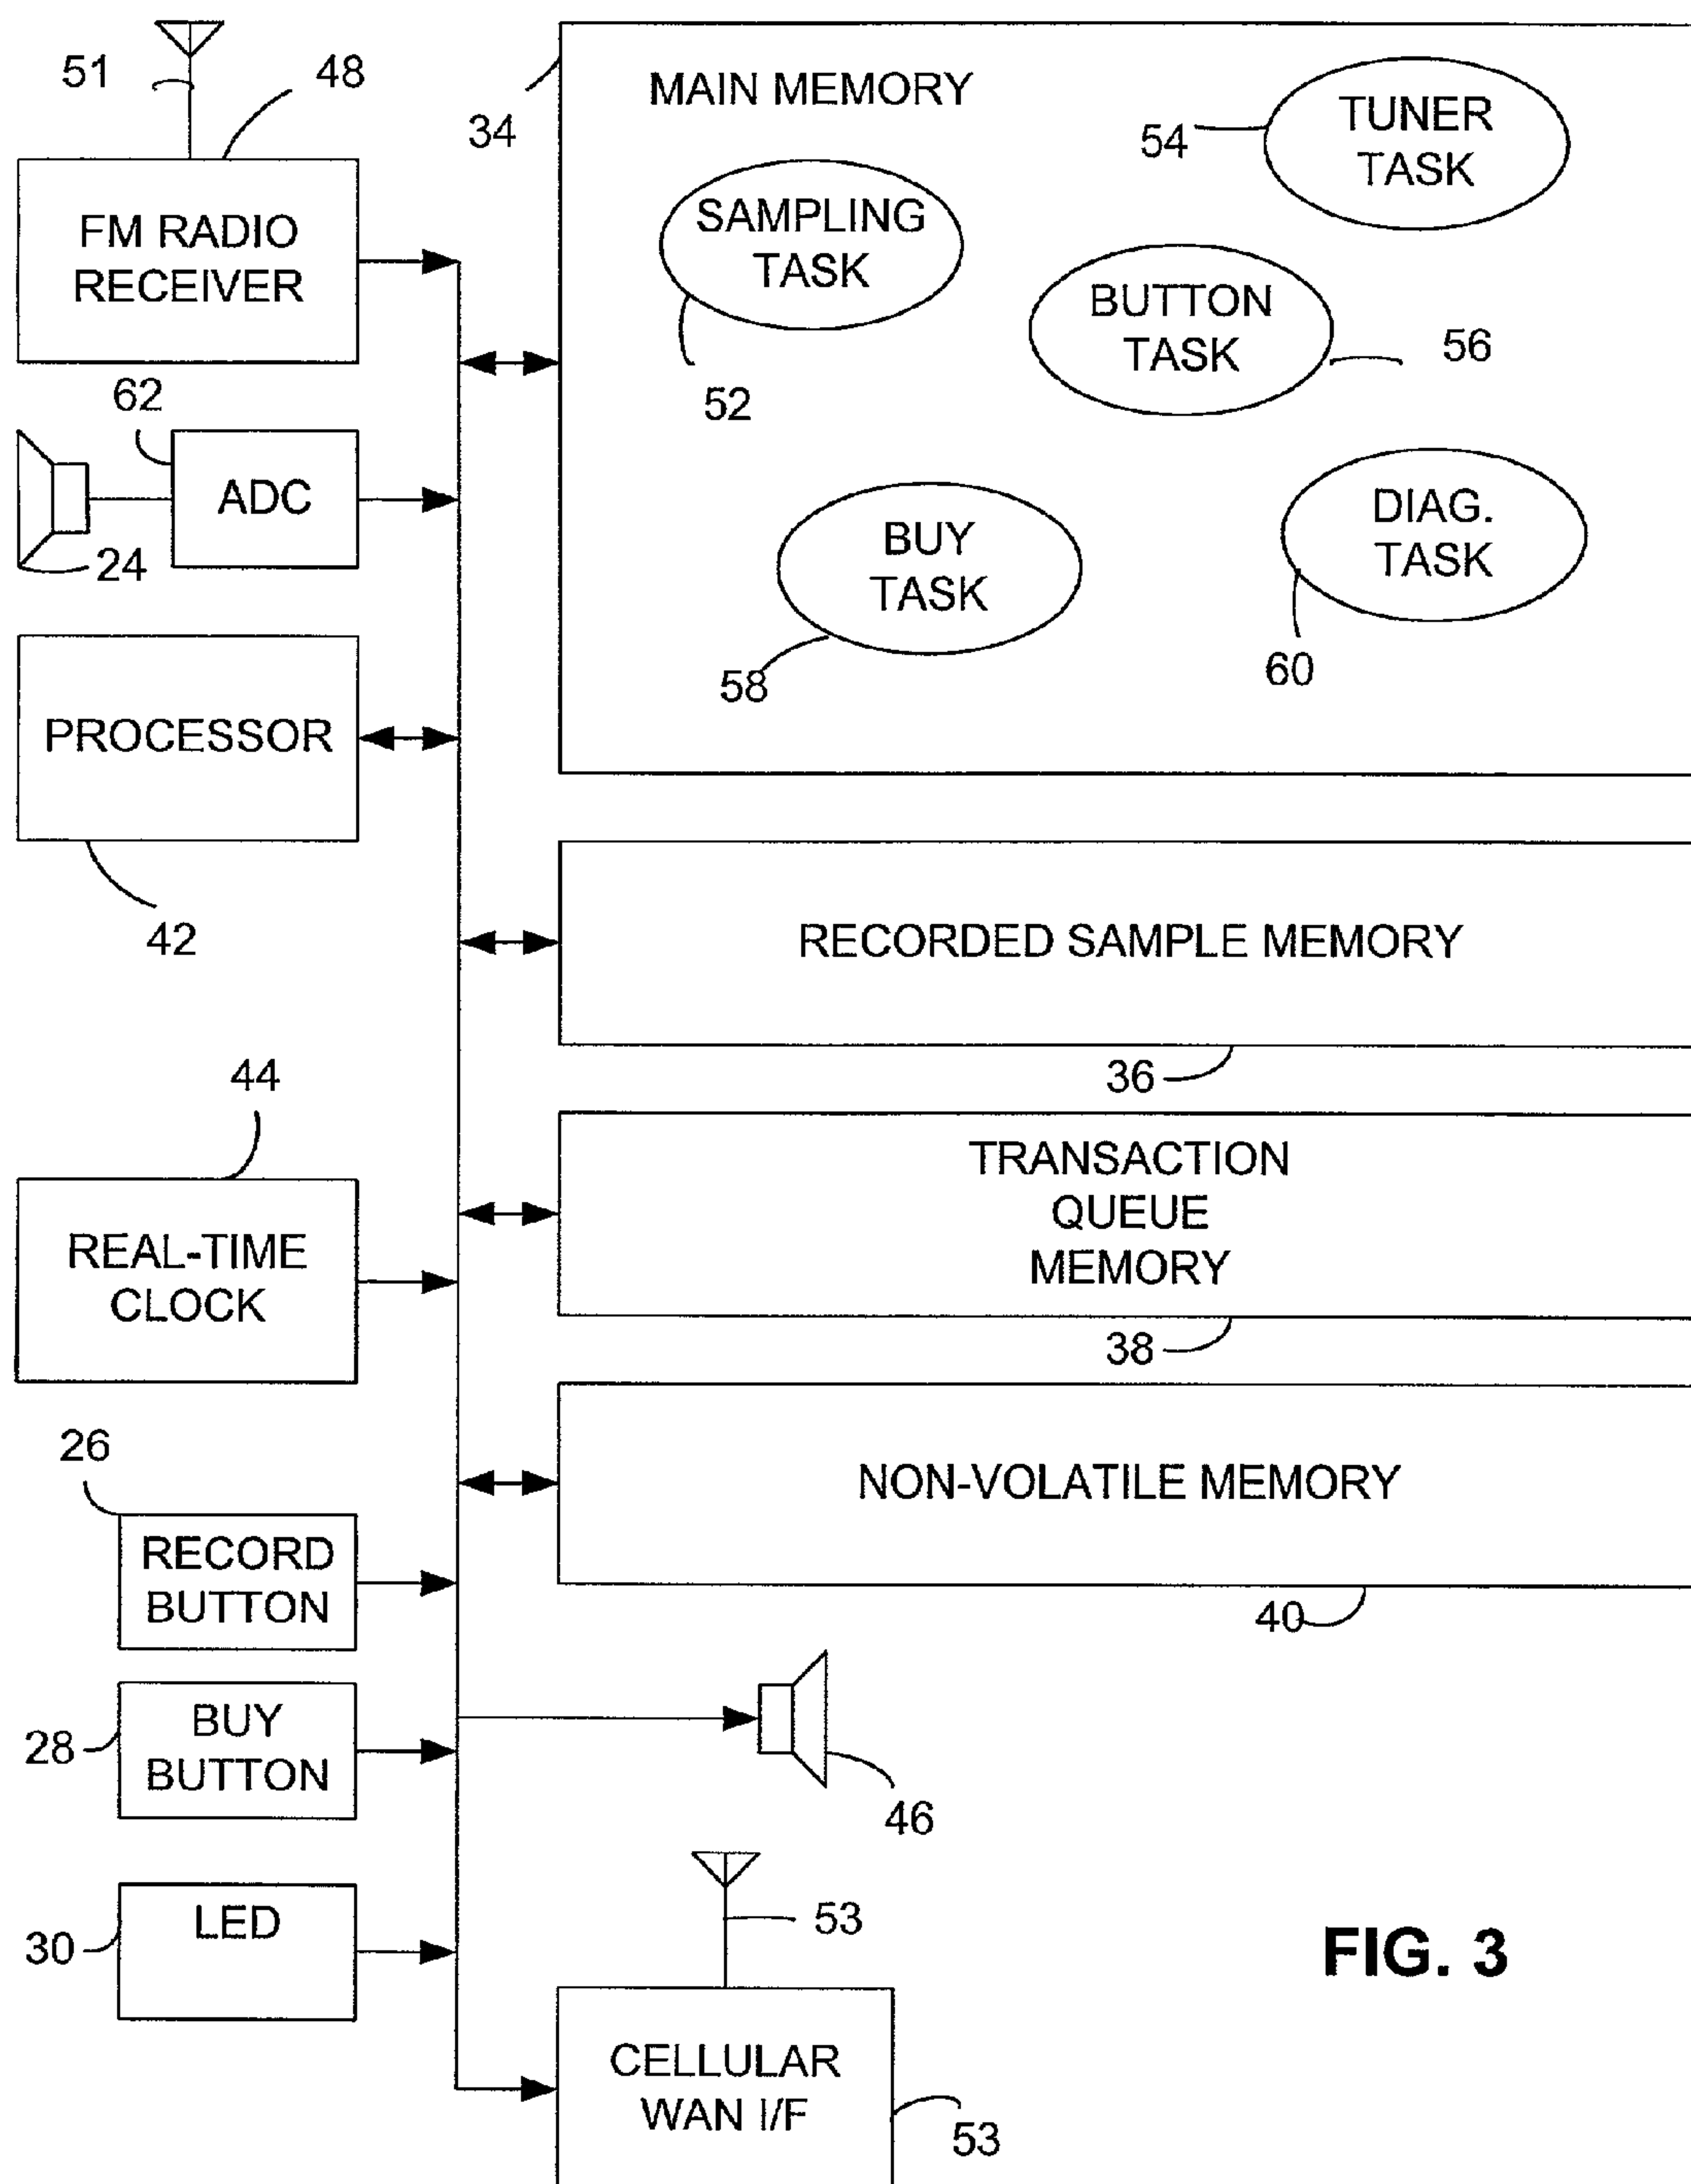 51
48
FM RADIO
RECEIVER
62
24
ADC
PROCESSOR
42
44
REAL-TIME
CLOCK
26
RECORD
BUTTON
28
BUY
BUTTON
30
LED
34
MAIN MEMORY
54
TUNER
TASK
SAMPLING
TASK
52
BUTTON
TASK
56
BUY
TASK
58
DIAG.
TASK
60
RECORDED SAMPLE MEMORY
36
TRANSACTION
QUEUE
MEMORY
38
NON-VOLATILE MEMORY
40
46
53
CELLULAR
WAN I/F
53
FIG. 3